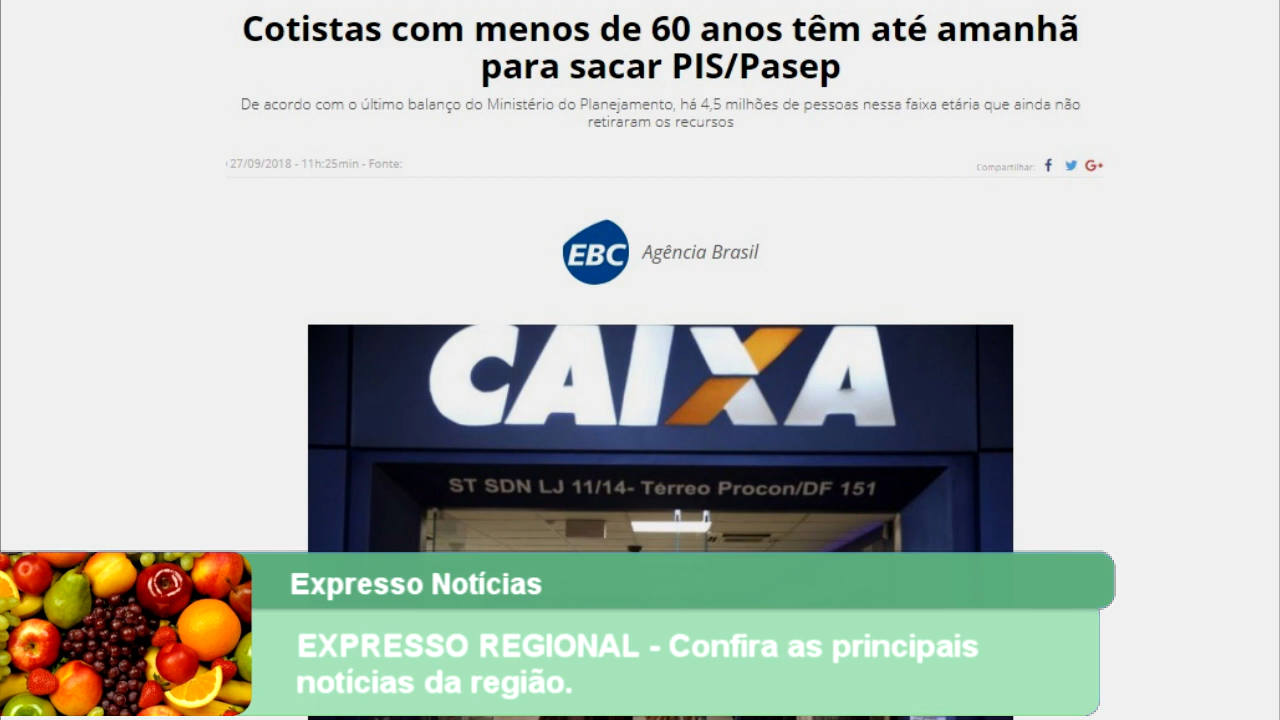 Cotistas com menos de 60 anos têm até amanhã
para sacar PIS/Pasep
De acordo com o último balanço do Ministério do Planejamento, há 4,5 milhões de pessoas nessa faixa etária que ainda não
retiraram os recursos
27/09/2018 - 11h:25min - Fonte:
Compartilhar: f G+
EBC Agência Brasil
CAIXA
ST SDN LJ 11/14- Térreo Procon/DF 151
Expresso Notícias
EXPRESSO REGIONAL - Confira as principais
notícias da região.